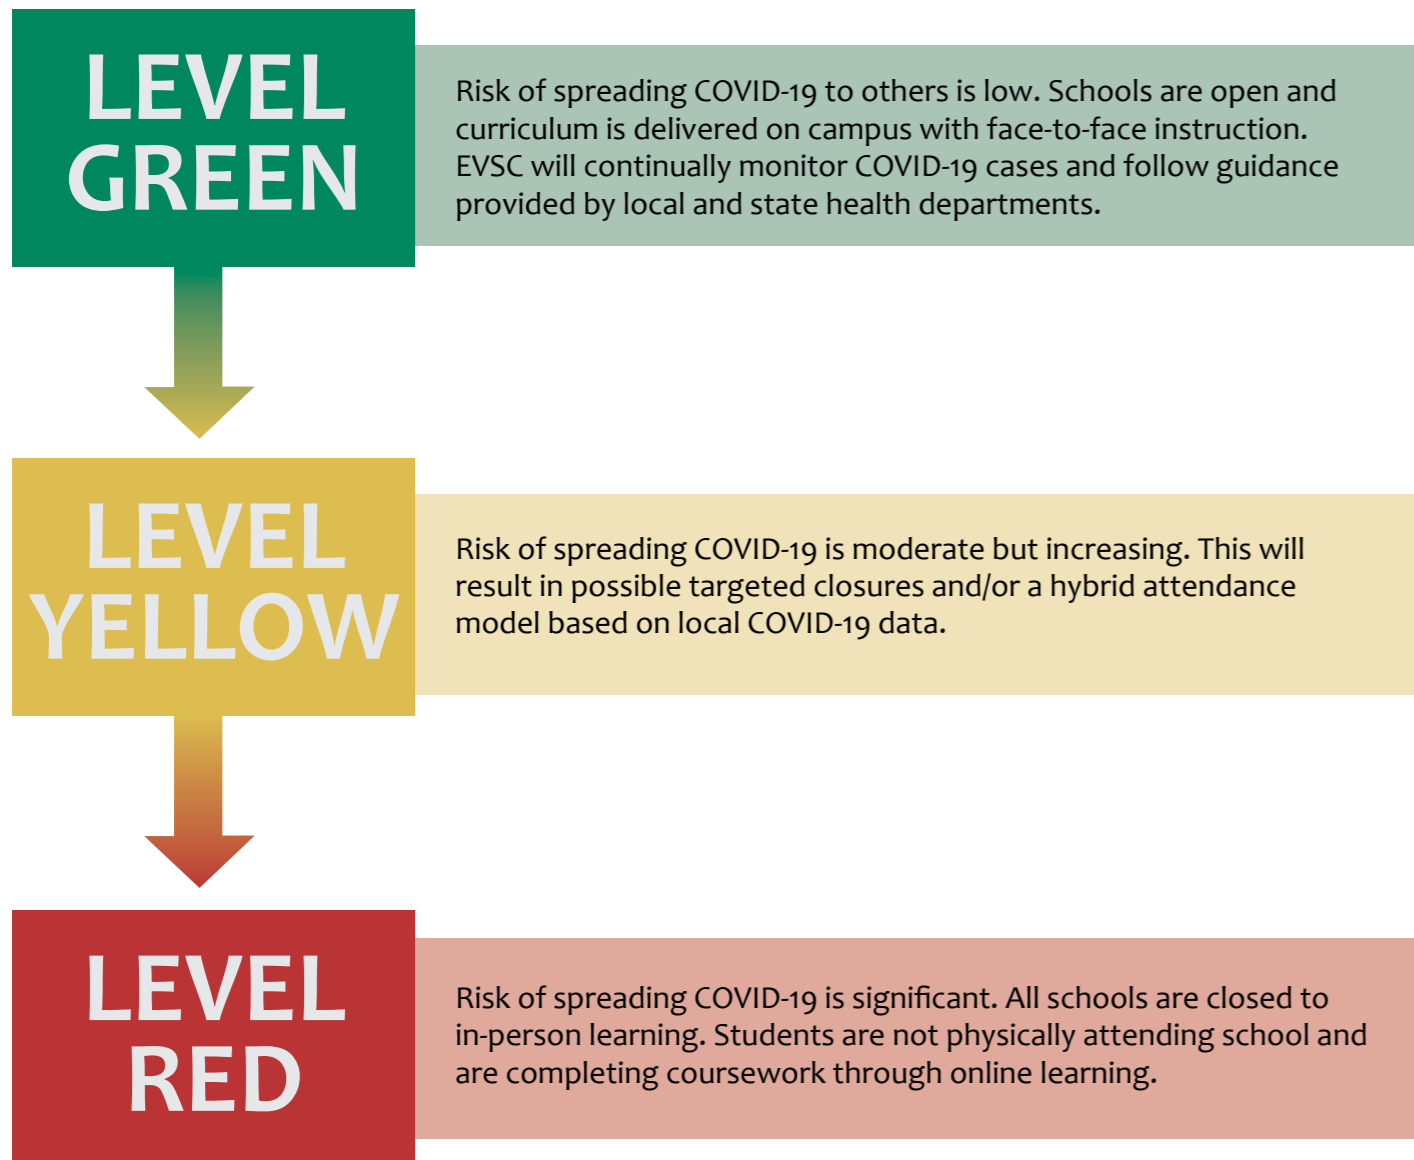 LEVEL
GREEN
Risk of spreading COVID-19 to others is low. Schools are open and
curriculum is delivered on campus with face-to-face instruction.
EVSC will continually monitor COVID-19 cases and follow guidance
provided by local and state health departments.
LEVEL
YELLOW
Risk of spreading COVID-19 is moderate but increasing. This will
result in possible targeted closures and/or a hybrid attendance
model based on local COVID-19 data.
LEVEL
RED
Risk of spreading COVID-19 is significant. All schools are closed to
in-person learning. Students are not physically attending school and
are completing coursework through online learning.